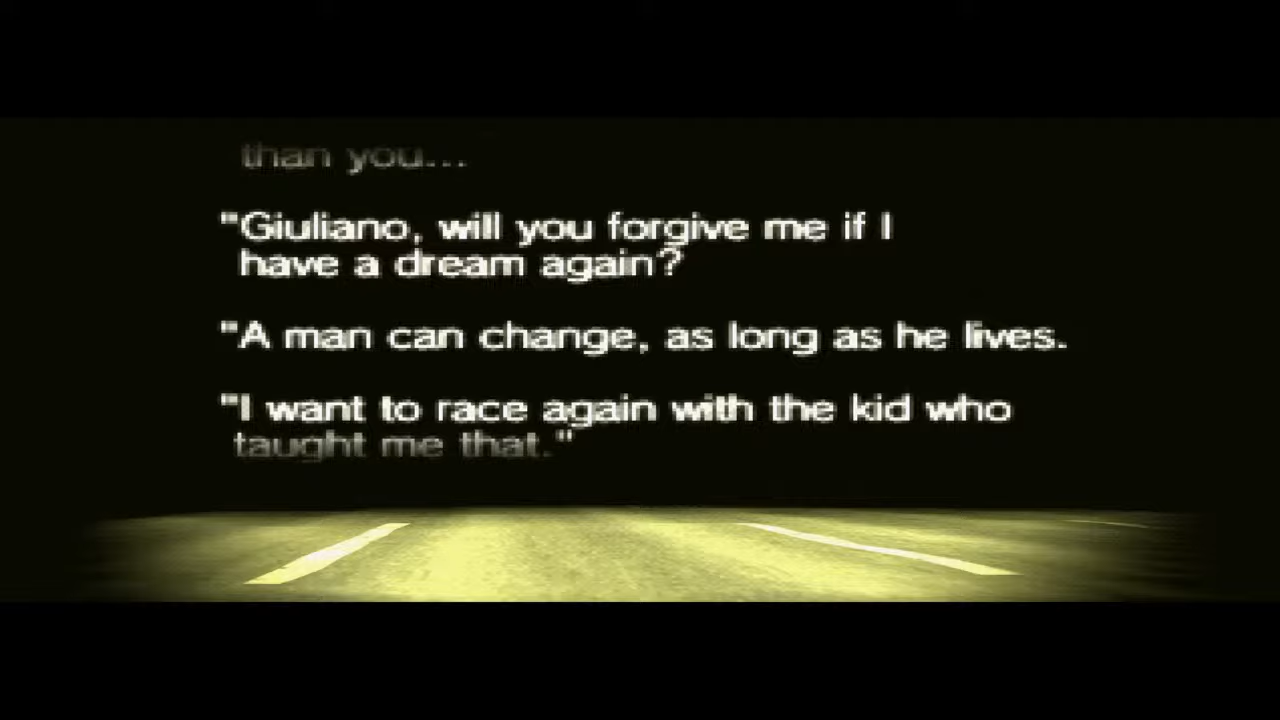 than you...
"Giuliano, will you forgive me if I
have a dream again?
"A man can change, as long as he lives.
"I want to race again with the kid who
taught me that."